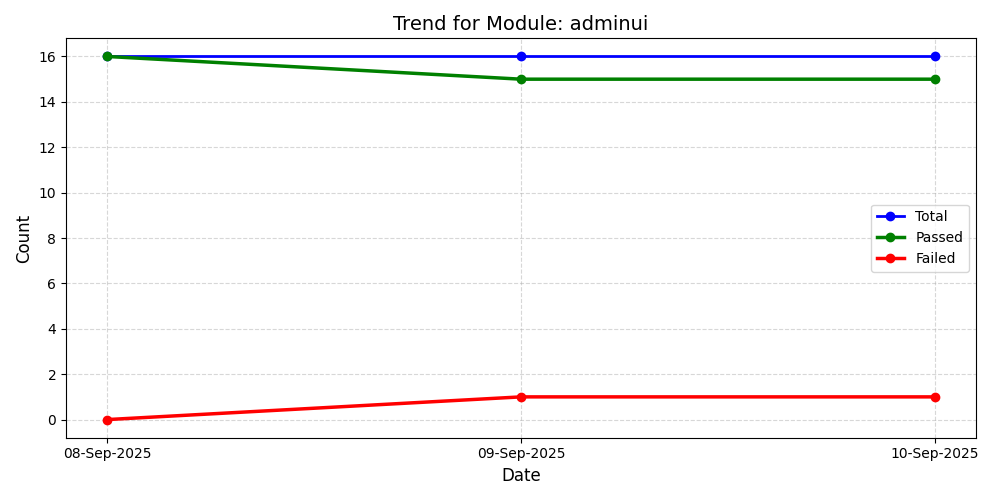 Trend for Module: adminui
Count
16
14
12
10
8
6
4
2
0
Total
Passed
Failed
08-Sep-2025
09-Sep-2025
10-Sep-2025
Date